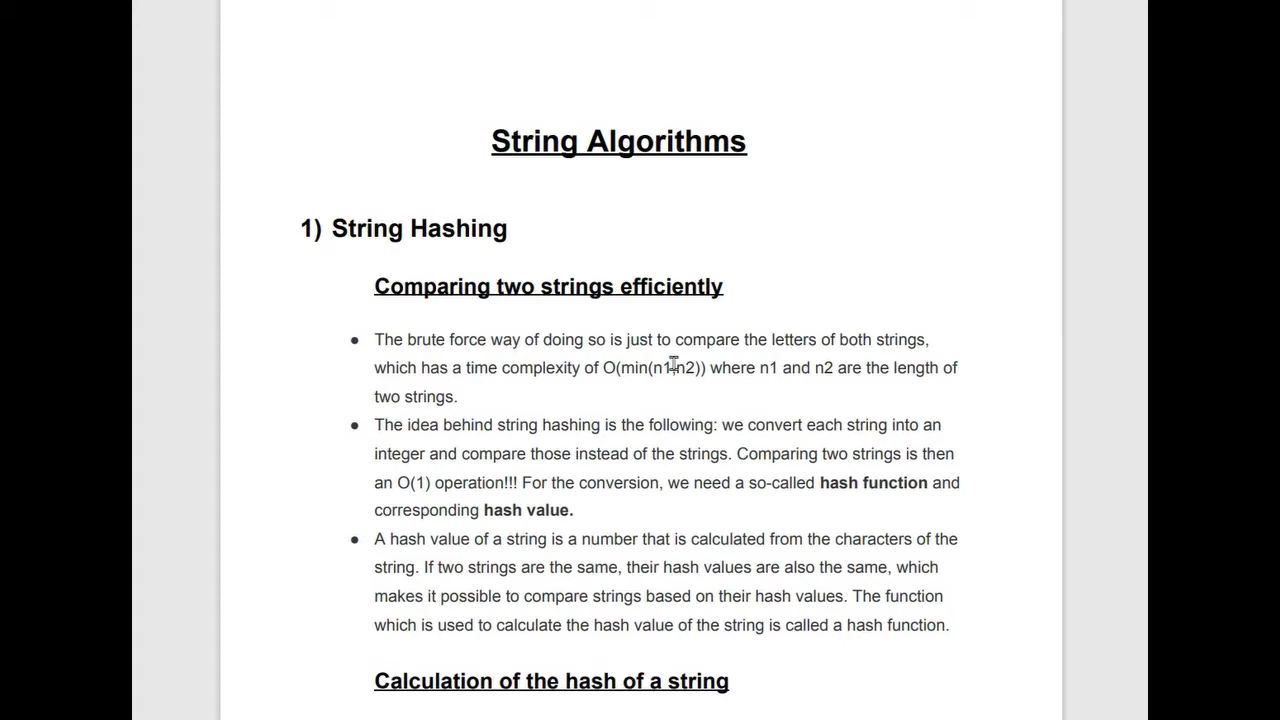 String Algorithms
1) String Hashing
Comparing two strings efficiently
● The brute force way of doing so is just to compare the letters of both strings,
which has a time complexity of O(min(n1,n2)) where n1 and n2 are the length of
two strings.
● The idea behind string hashing is the following: we convert each string into an
integer and compare those instead of the strings. Comparing two strings is then
an O(1) operation!!! For the conversion, we need a so-called hash function and
corresponding hash value.
● A hash value of a string is a number that is calculated from the characters of the
string. If two strings are the same, their hash values are also the same, which
makes it possible to compare strings based on their hash values. The function
which is used to calculate the hash value of the string is called a hash function.
Calculation of the hash of a string